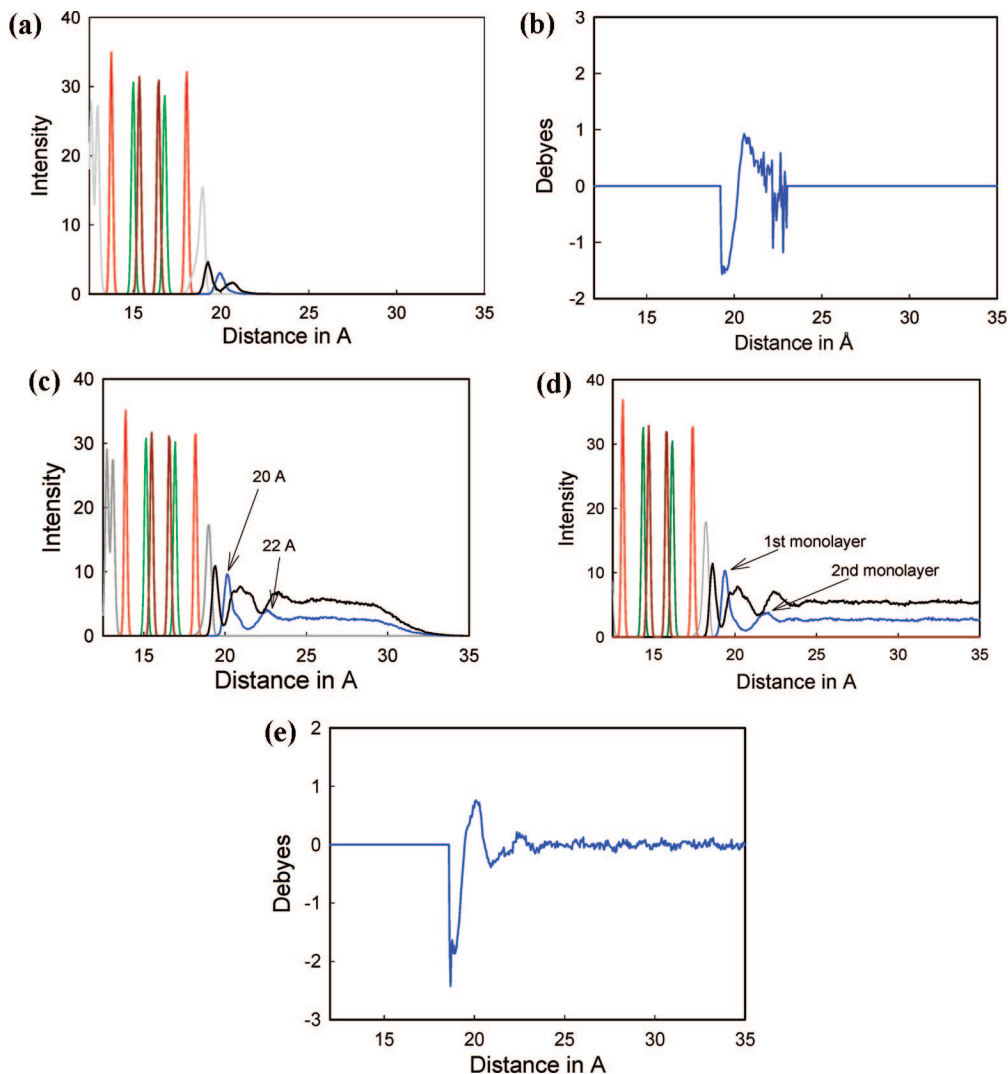 (a)
40
30
20
10
0
Intensity
15 20 25 30 35
Distance in A
(b)
3
2
1
0
-1
-2
Debyes
15 20 25 30 35
Distance in Å
(c)
40
30
20
10
0
Intensity
20 A
22 A
15 20 25 30 35
Distance in A
(d)
40
30
20
10
0
Intensity
1st monolayer
2nd monolayer
15 20 25 30 35
Distance in A
(e)
2
1
0
-1
-2
-3
Debyes
15 20 25 30 35
Distance in A